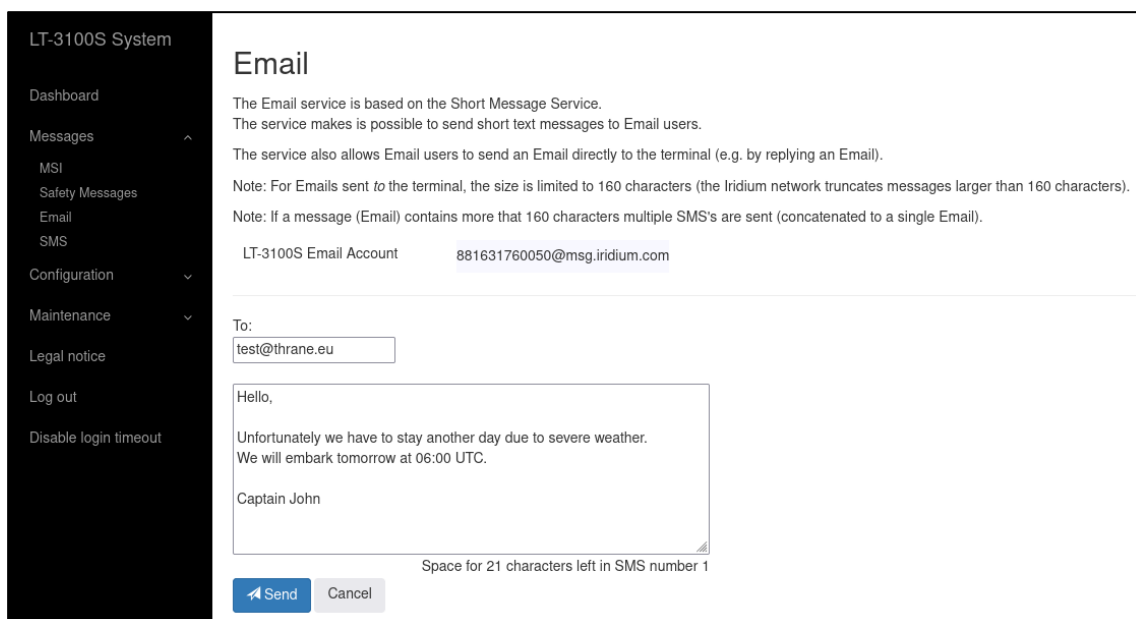 LT-3100S System
Dashboard
Messages
MSI
Safety Messages
Email
SMS
Configuration
Maintenance
Legal notice
Log out
Disable login timeout
Email
The Email service is based on the Short Message Service.
The service makes is possible to send short text messages to Email users.
The service also allows Email users to send an Email directly to the terminal (e.g. by replying an Email).
Note: For Emails sent to the terminal, the size is limited to 160 characters (the Iridium network truncates messages larger than 160 characters).
Note: If a message (Email) contains more that 160 characters multiple SMS's are sent (concatenated to a single Email).
LT-3100S Email Account 881631760050@msg.iridium.com
To:
test@thrane.eu
Hello,
Unfortunately we have to stay another day due to severe weather.
We will embark tomorrow at 06:00 UTC.
Captain John
Space for 21 characters left in SMS number 1
Send Cancel